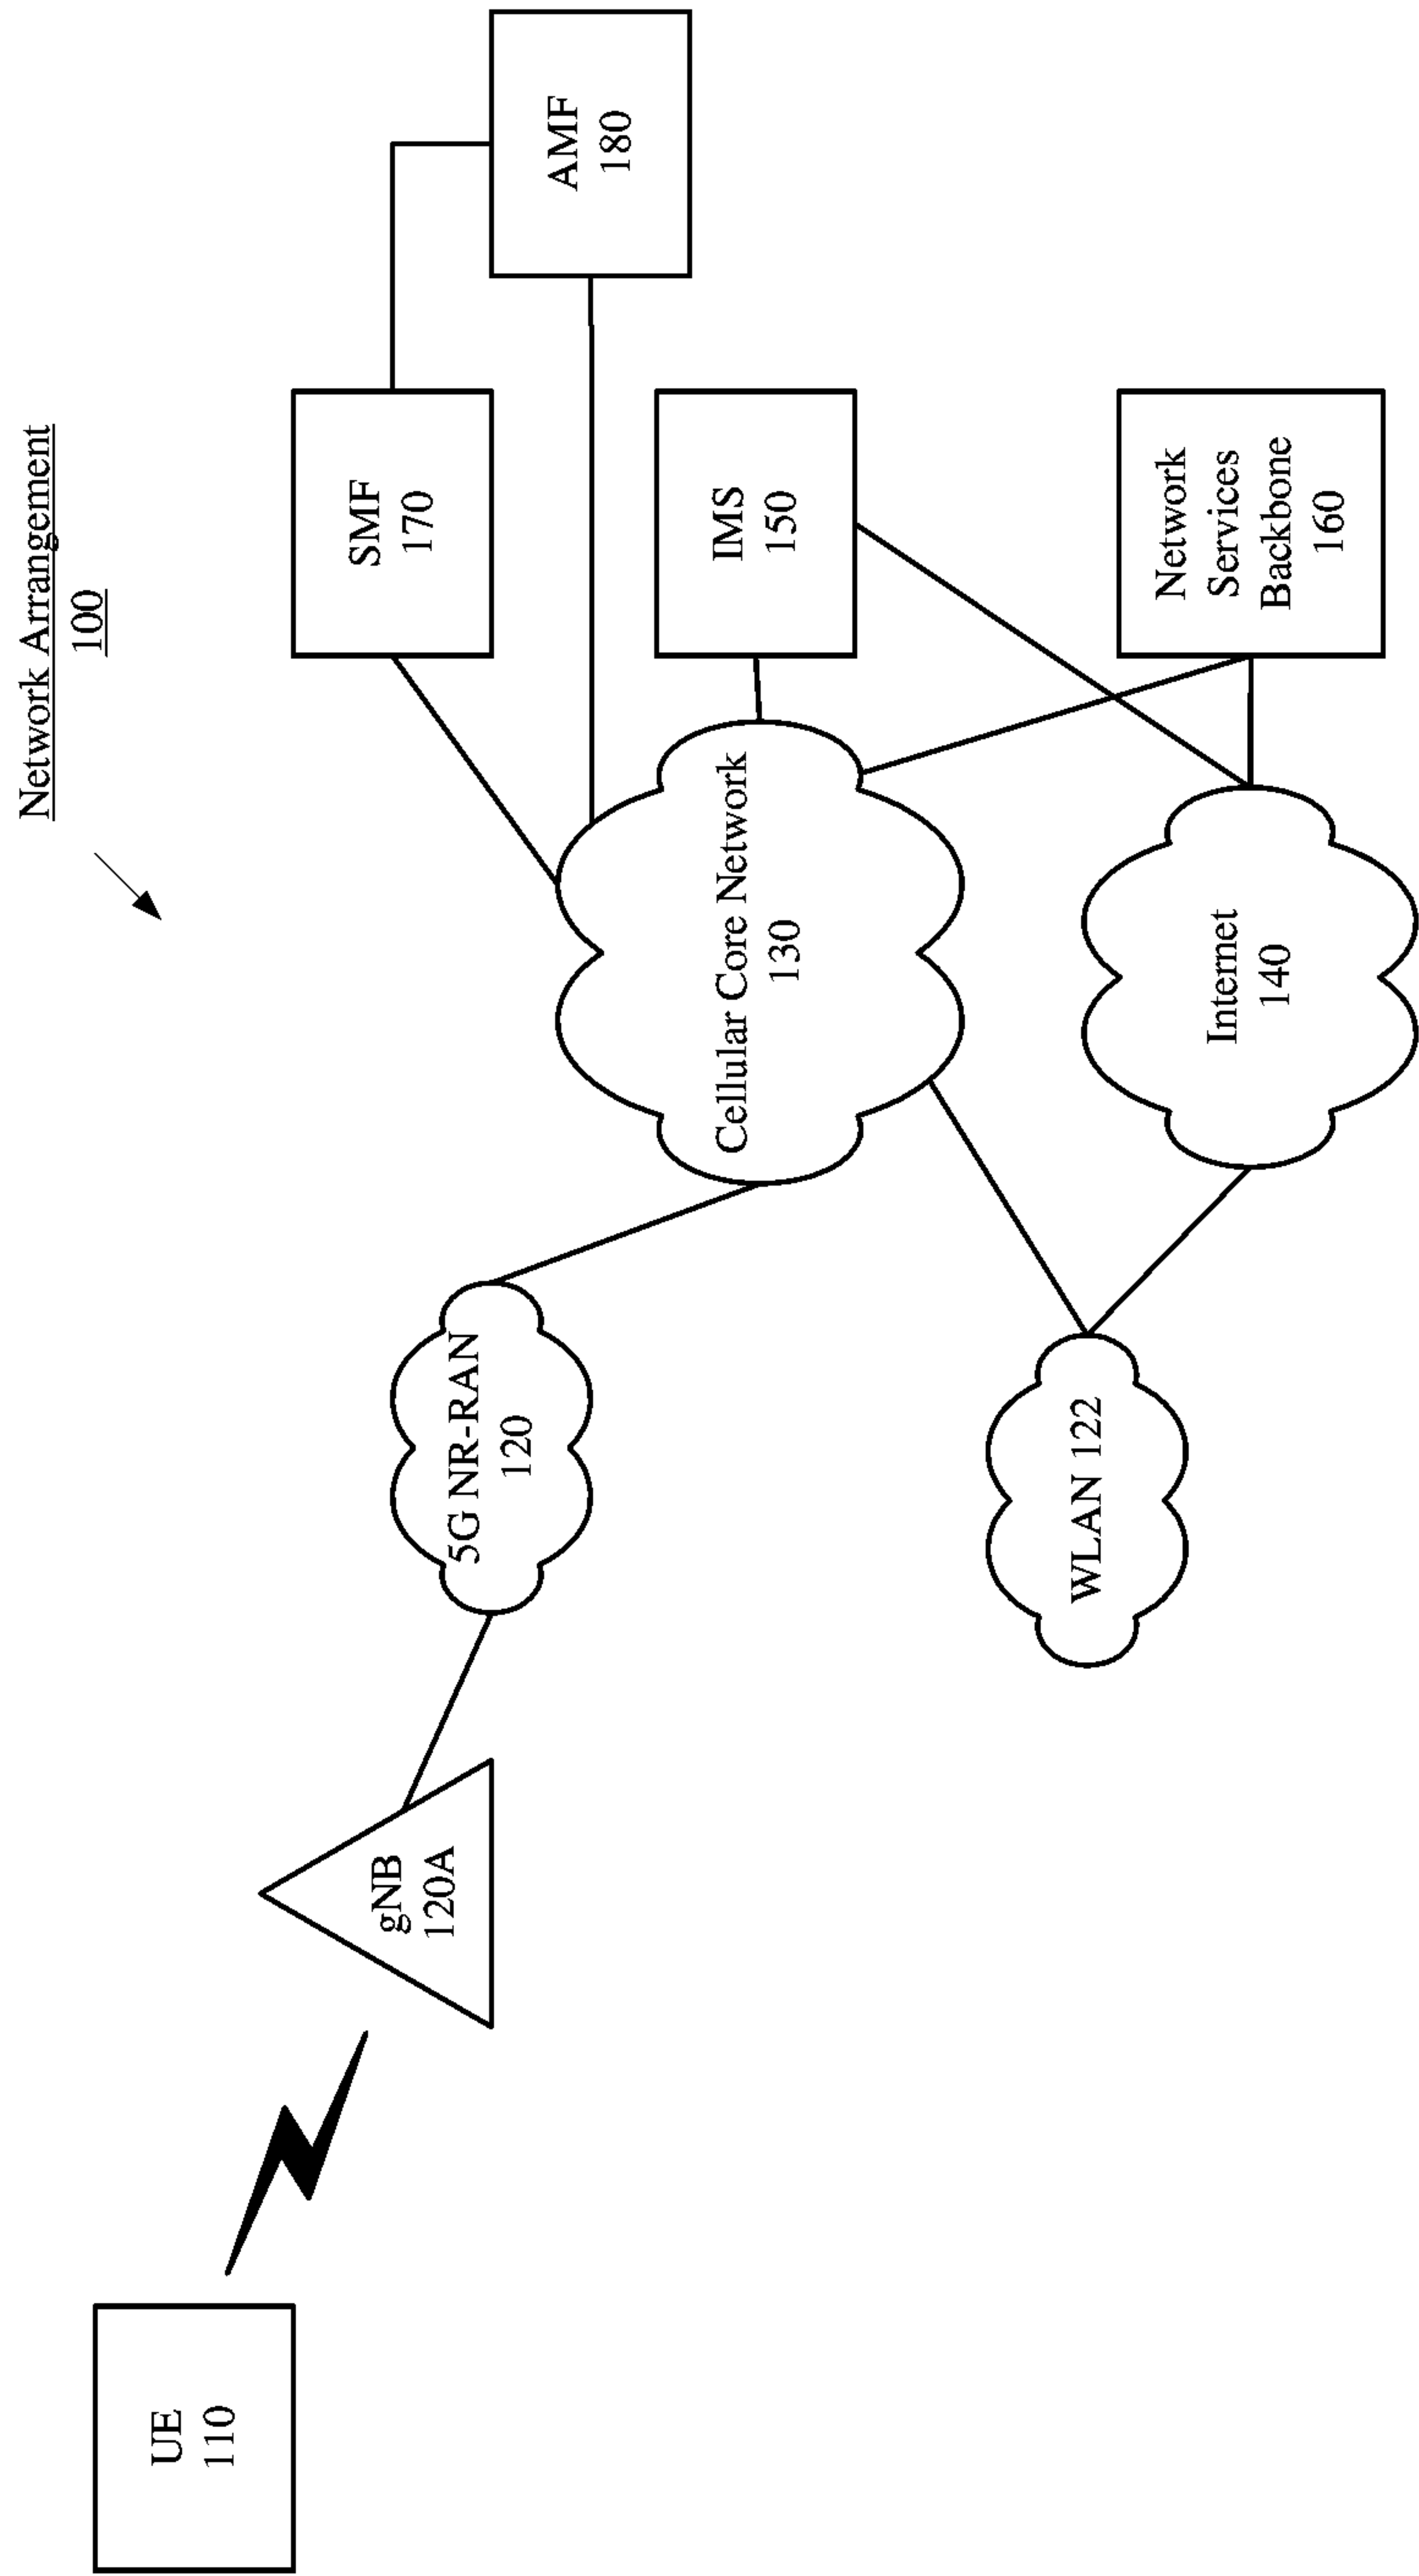 Network Arrangement
100
UE
110
gNB
120A
5G NR-RAN
120
WLAN 122
Cellular Core Network
130
Internet
140
SMF
170
AMF
180
IMS
150
Network
Services
Backbone
160